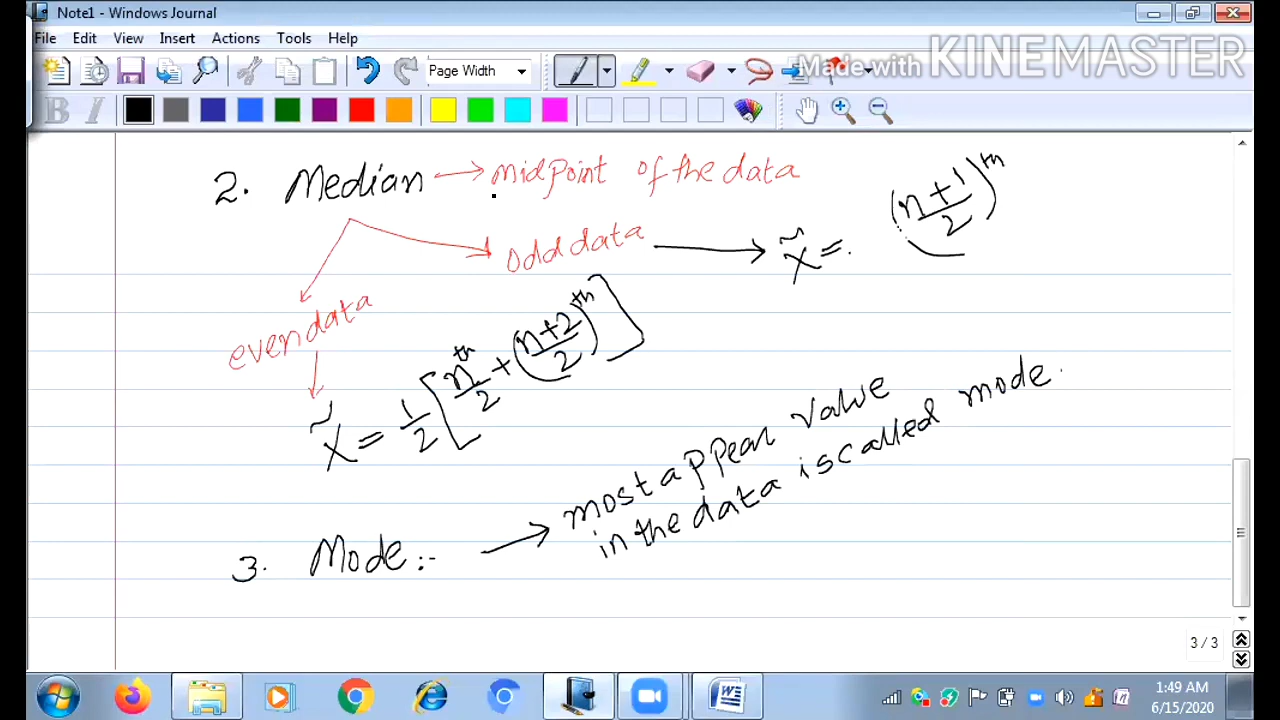 Note1 - Windows Journal
File Edit View Insert Actions Tools Help
Made with KINEMASTER
Page Width
B I
2. Median → midpoint of the data
odd data → x̃ = (n+1/2)^th
even data
x̃ = 1/2 [n^th/2 + (n+2/2)^th]
3. Mode :- → most appear value
in the data is called mode.
3 / 3
1:49 AM
6/15/2020